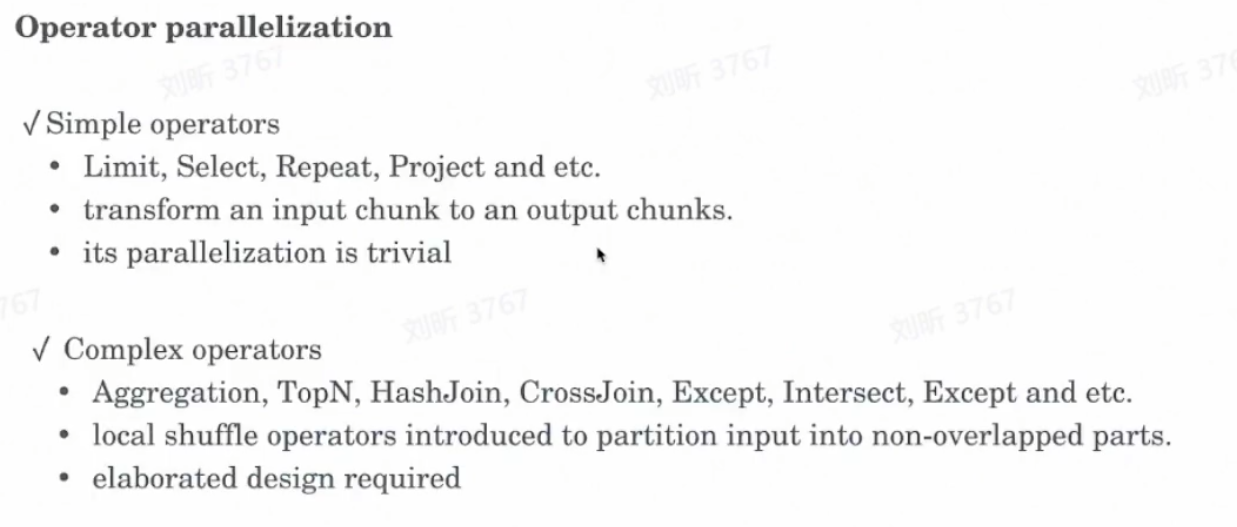 Operator parallelization
刘昕 3767
刘昕 3767
刘昕 376
√ Simple operators
• Limit, Select, Repeat, Project and etc.
• transform an input chunk to an output chunks.
• its parallelization is trivial
767
刘昕 3767
刘昕 3767
√ Complex operators
• Aggregation, TopN, HashJoin, CrossJoin, Except, Intersect, Except and etc.
• local shuffle operators introduced to partition input into non-overlapped parts.
• elaborated design required